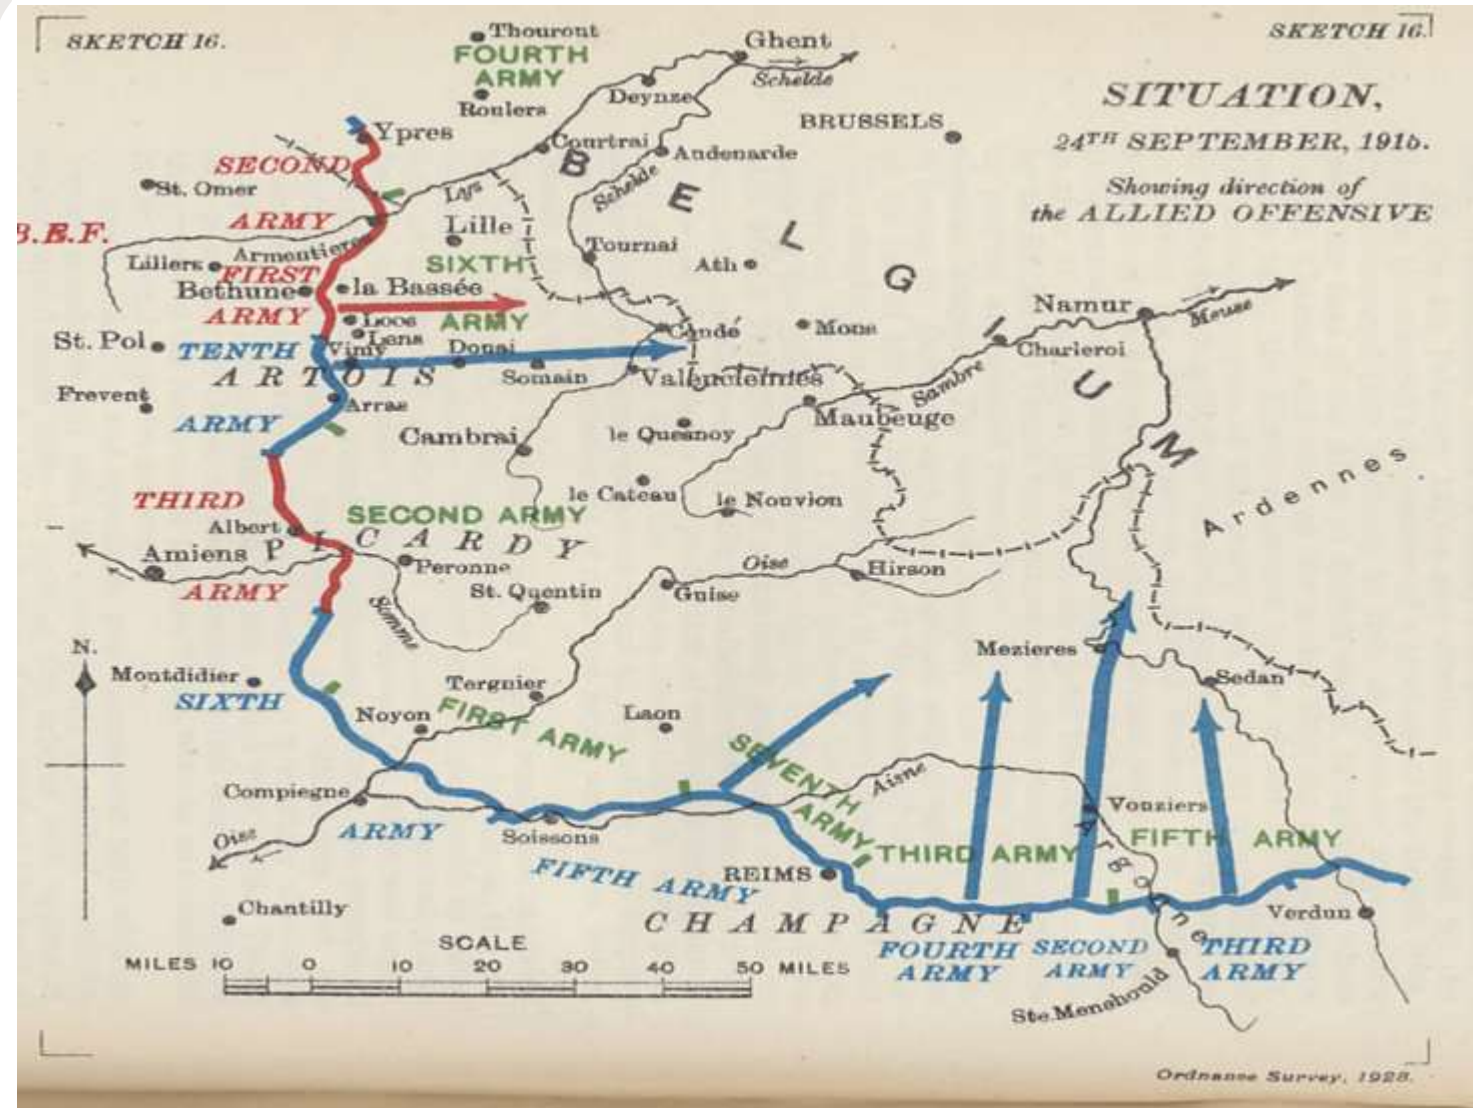 SKETCH 16.
SKETCH 16.
SITUATION,
24TH SEPTEMBER, 1915.
Showing direction of
the ALLIED OFFENSIVE
Thouront
FOURTH
ARMY
Roulers
Ghent
Schelde
Deynze
BRUSSELS
Ypres
Courtrai
Audenarde
SECOND
ARMY
St. Omer
Lys
Schelde
BELGIUM
B.E.F.
Lille
Armentieres
Tournai
Ath
Lillers
FIRST
ARMY
SIXTH
ARMY
Bethune
la Bassée
Namur
Meuse
Loos
Lens
Condé
Mons
Charleroi
St. Pol
TENTH
ARMY
Vimy
Douai
Somain
Valenciennes
Sambre
ARTOIS
Prevent
Arras
Maubeuge
Cambrai
le Quesnoy
Ardennes
THIRD
ARMY
le Cateau
le Nouvion
Albert
SECOND ARMY
PICARDY
Amiens
Peronne
Oise
Hirson
St. Quentin
Guise
Somme
N.
Mezieres
Montdidier
Sedan
SIXTH
ARMY
Tergnier
Noyon
FIRST ARMY
Laon
SEVENTH
ARMY
Aisne
Compiegne
Vouziers
Oise
Soissons
THIRD ARMY
Argonne
FIFTH ARMY
FIFTH ARMY
REIMS
Chantilly
CHAMPAGNE
Verdun
FOURTH
ARMY
SECOND
ARMY
THIRD
ARMY
Ste. Menehould
SCALE
MILES 10 0 10 20 30 40 50 MILES
Ordnance Survey, 1928.